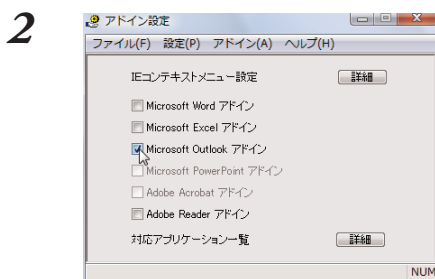 2
アドイン設定
ファイル(F) 設定(P) アドイン(A) ヘルプ(H)
IEコンテキストメニュー設定 詳細
Microsoft Word アドイン
Microsoft Excel アドイン
Microsoft Outlook アドイン
Microsoft PowerPoint アドイン
Adobe Acrobat アドイン
Adobe Reader アドイン
対応アプリケーション一覧 詳細
NUM